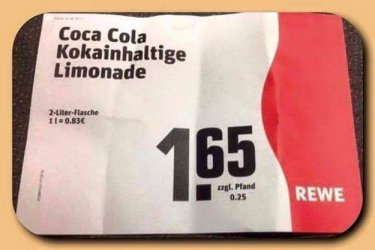 Coca Cola
Kokainhaltige
Limonade
2-Liter-Flasche
1 l = 0.83€
1.65
zzgl. Pfand
0.25
REWE